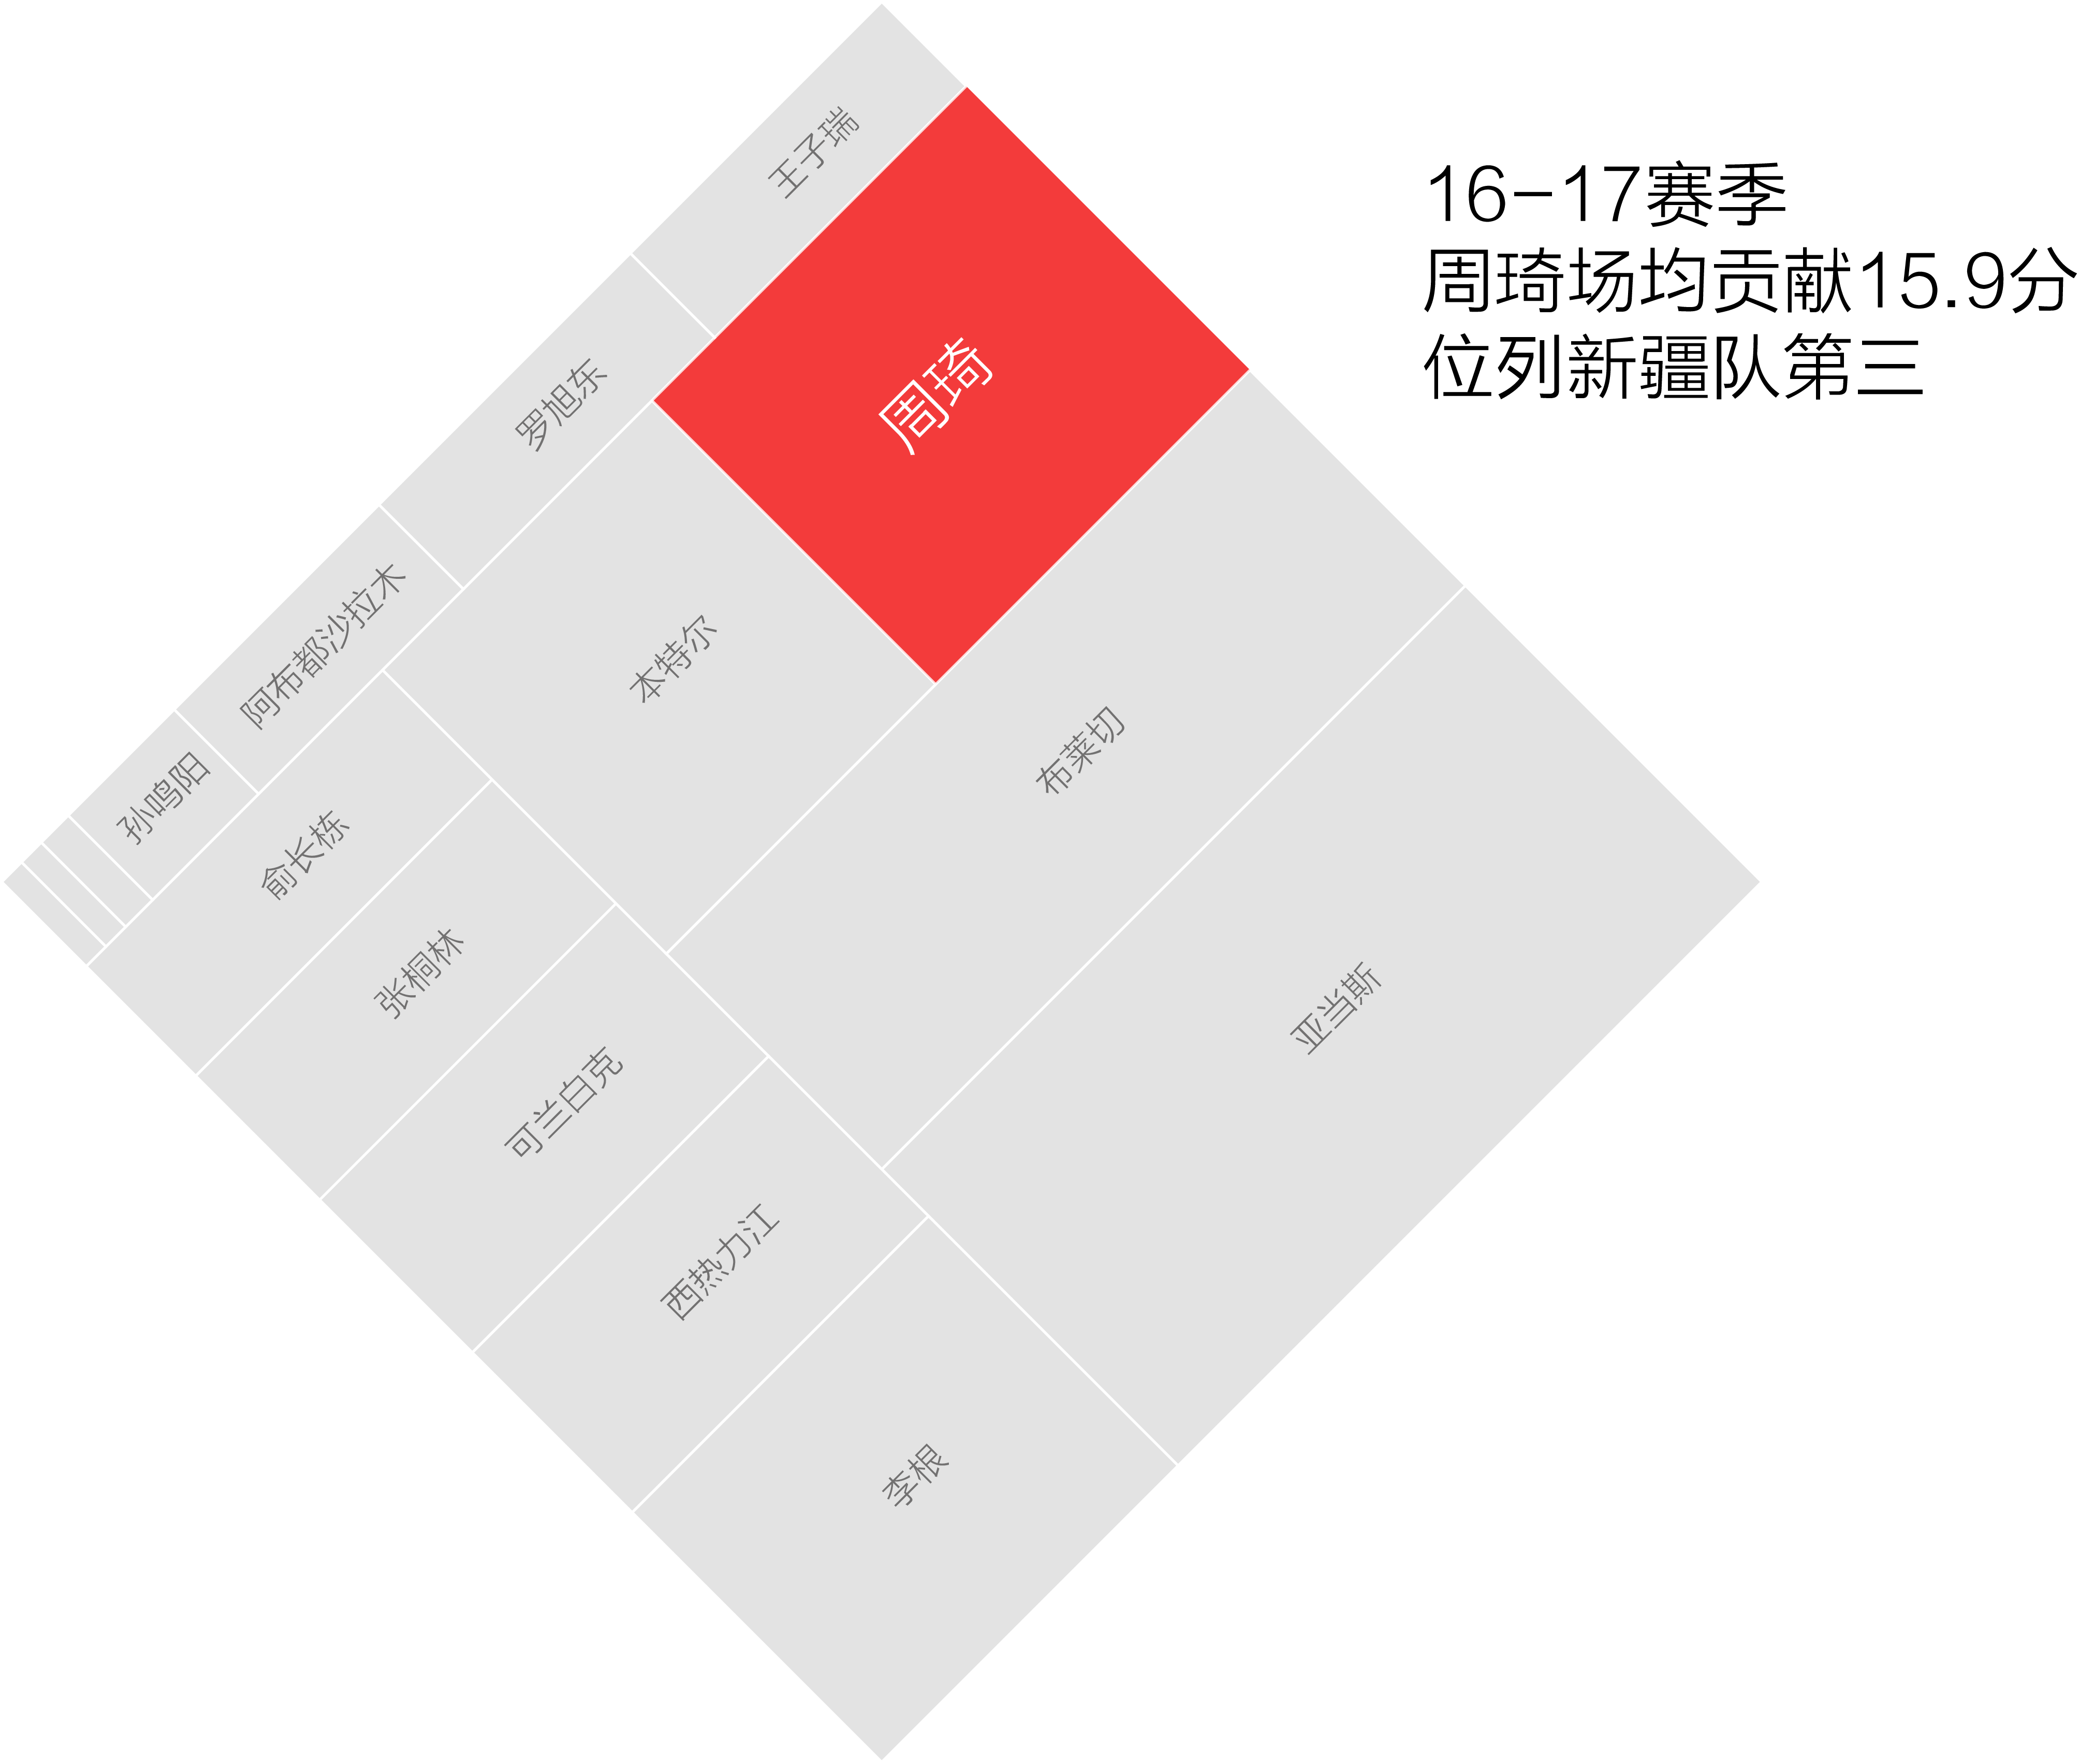 16-17赛季
周琦场均贡献15.9分
位列新疆队第三
王子瑞
周琦
罗旭东
阿布都沙拉木
本特尔
孙鸣阳
布莱切
俞长栋
张桐林
亚当斯
可兰白克
西热力江
李根